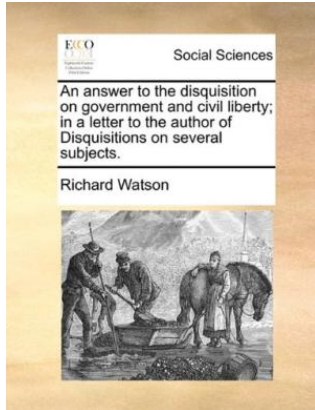 ECCO
Social Sciences
An answer to the disquisition
on government and civil liberty;
in a letter to the author of
Disquisitions on several
subjects.
Richard Watson